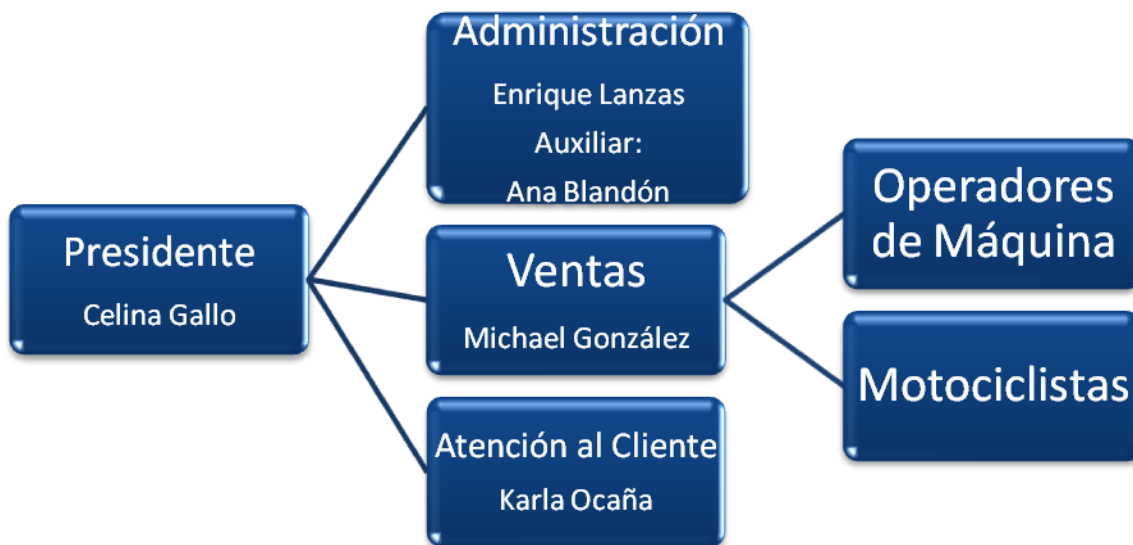 Presidente
Celina Gallo
Administración
Enrique Lanzas
Auxiliar:
Ana Blandón
Ventas
Michael González
Atención al Cliente
Karla Ocaña
Operadores
de Máquina
Motociclistas